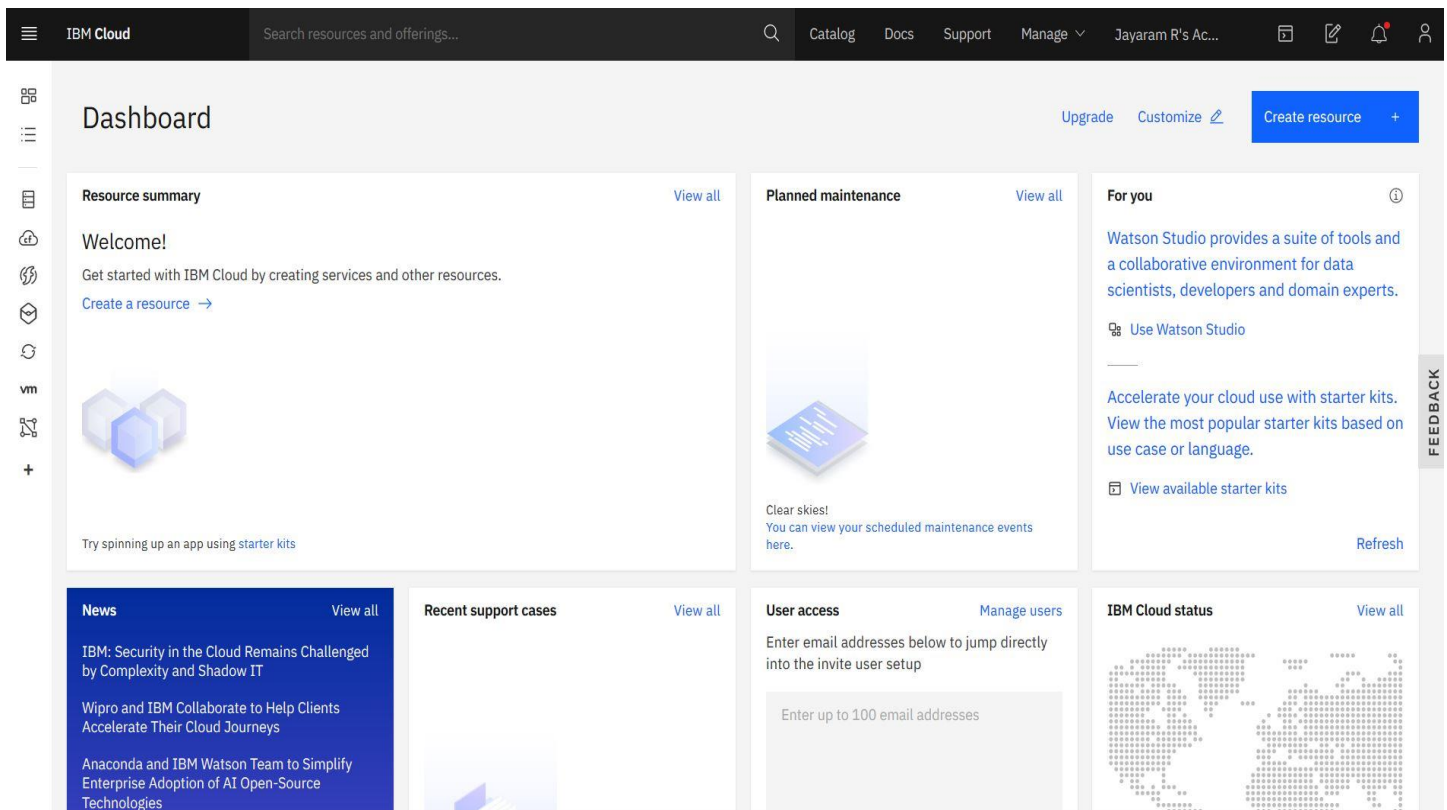 IBM Cloud
Search resources and offerings...
Catalog
Docs
Support
Manage
Jayaram R's Ac...
Dashboard
Upgrade
Customize
Create resource +
Resource summary
View all
Welcome!
Get started with IBM Cloud by creating services and other resources.
Create a resource →
Try spinning up an app using starter kits
Planned maintenance
View all
Clear skies!
You can view your scheduled maintenance events
here.
For you
Watson Studio provides a suite of tools and
a collaborative environment for data
scientists, developers and domain experts.
Use Watson Studio
Accelerate your cloud use with starter kits.
View the most popular starter kits based on
use case or language.
View available starter kits
Refresh
cf
vm
+
FEEDBACK
News
View all
IBM: Security in the Cloud Remains Challenged
by Complexity and Shadow IT
Wipro and IBM Collaborate to Help Clients
Accelerate Their Cloud Journeys
Anaconda and IBM Watson Team to Simplify
Enterprise Adoption of AI Open-Source
Technologies
Recent support cases
View all
User access
Manage users
Enter email addresses below to jump directly
into the invite user setup
Enter up to 100 email addresses
IBM Cloud status
View all